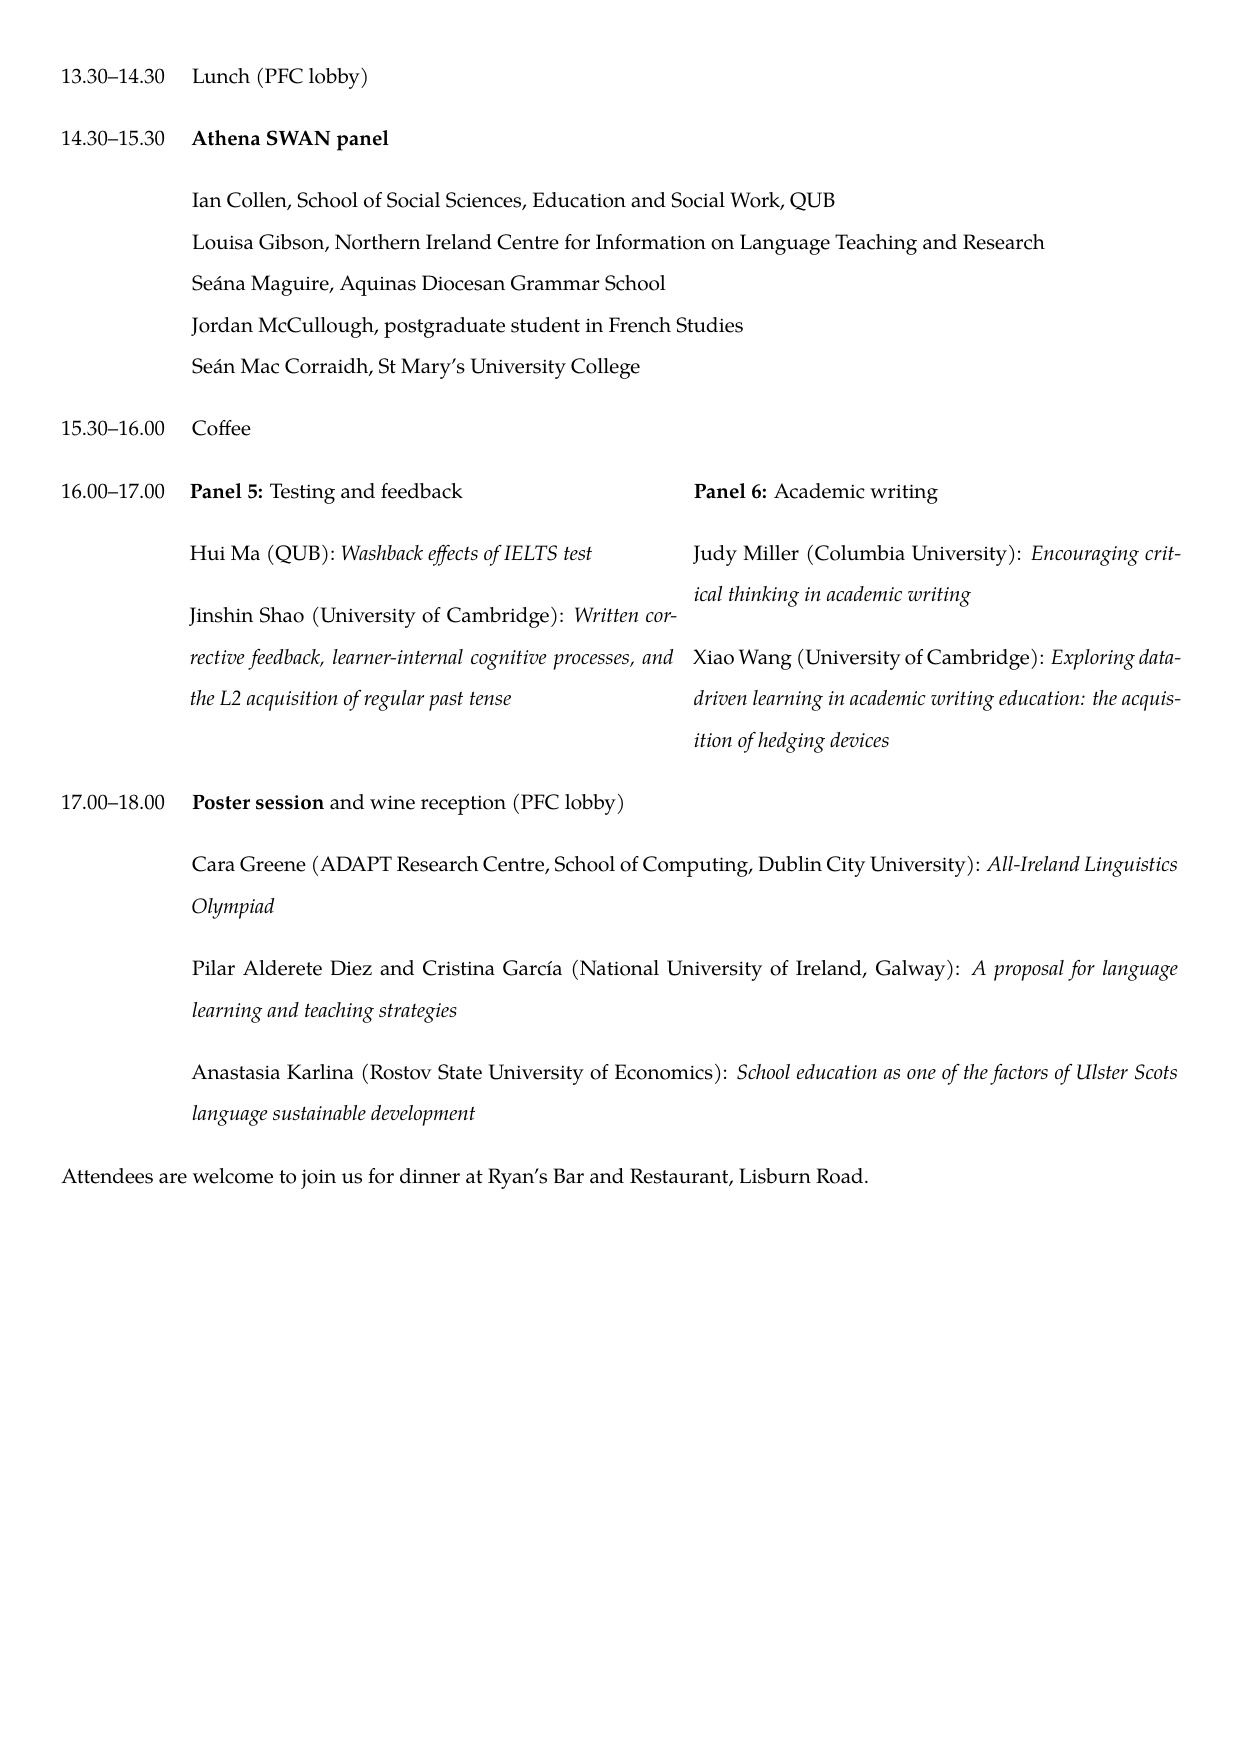 13.30–14.30 Lunch (PFC lobby)
14.30–15.30 Athena SWAN panel
Ian Collen, School of Social Sciences, Education and Social Work, QUB
Louisa Gibson, Northern Ireland Centre for Information on Language Teaching and Research
Seána Maguire, Aquinas Diocesan Grammar School
Jordan McCullough, postgraduate student in French Studies
Seán Mac Corraidh, St Mary’s University College
15.30–16.00 Coffee
16.00–17.00 Panel 5: Testing and feedback
Hui Ma (QUB): Washback effects of IELTS test
Jinshin Shao (University of Cambridge): Written cor-
rective feedback, learner-internal cognitive processes, and
the L2 acquisition of regular past tense
Panel 6: Academic writing
Judy Miller (Columbia University): Encouraging crit-
ical thinking in academic writing
Xiao Wang (University of Cambridge): Exploring data-
driven learning in academic writing education: the acquis-
ition of hedging devices
17.00–18.00 Poster session and wine reception (PFC lobby)
Cara Greene (ADAPT Research Centre, School of Computing, Dublin City University): All-Ireland Linguistics
Olympiad
Pilar Alderete Diez and Cristina García (National University of Ireland, Galway): A proposal for language
learning and teaching strategies
Anastasia Karlina (Rostov State University of Economics): School education as one of the factors of Ulster Scots
language sustainable development
Attendees are welcome to join us for dinner at Ryan’s Bar and Restaurant, Lisburn Road.